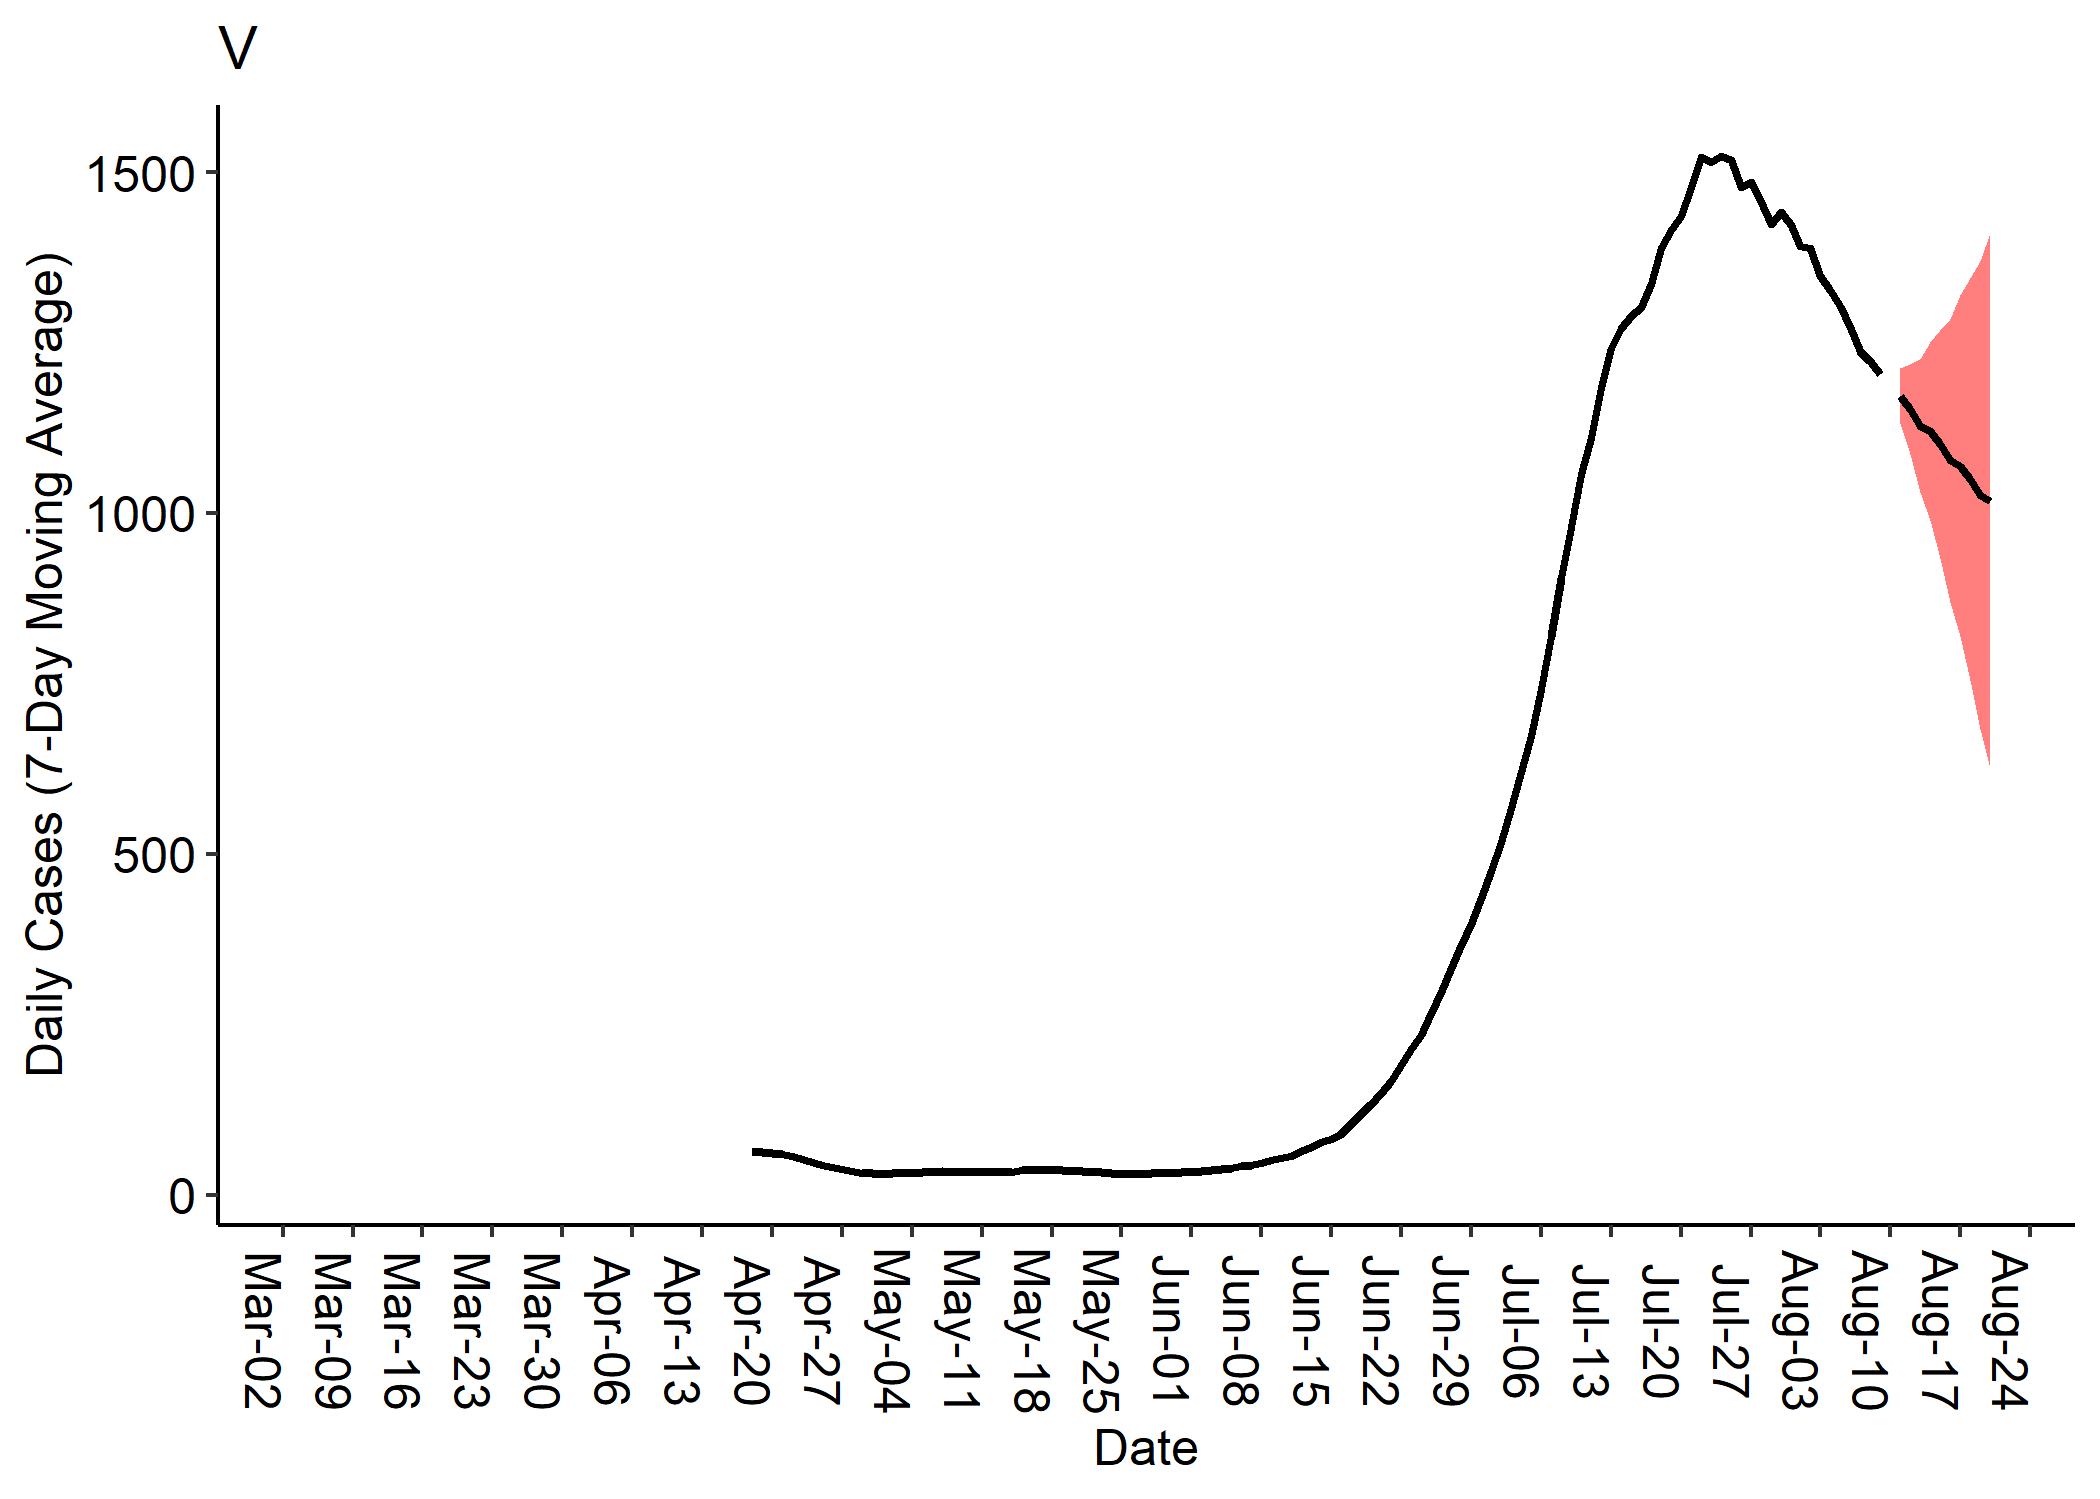 V
Daily Cases (7-Day Moving Average)
1500
1000
500
0
Mar-02
Mar-09
Mar-16
Mar-23
Mar-30
Apr-06
Apr-13
Apr-20
Apr-27
May-04
May-11
May-18
May-25
Jun-01
Jun-08
Jun-15
Jun-22
Jun-29
Jul-06
Jul-13
Jul-20
Jul-27
Aug-03
Aug-10
Aug-17
Aug-24
Date